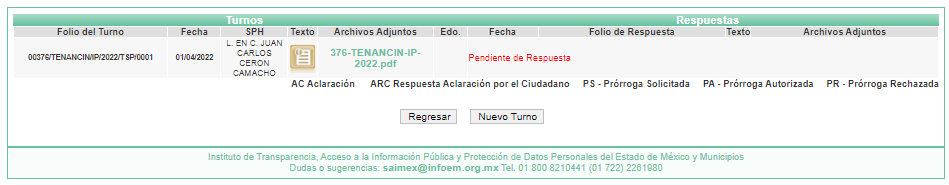 Turnos Respuestas
Folio del Turno Fecha SPH Texto Archivos Adjuntos Edo. Fecha Folio de Respuesta Texto Archivos Adjuntos
00376/TENANCIN/IP/2022/TSP/0001 01/04/2022 L. EN C. JUAN CARLOS CERON CAMACHO 376-TENANCIN-IP-2022.pdf Pendiente de Respuesta
AC Aclaración ARC Respuesta Aclaración por el Ciudadano PS - Prórroga Solicitada PA - Prórroga Autorizada PR - Prórroga Rechazada
Regresar Nuevo Turno
Instituto de Transparencia, Acceso a la Información Pública y Protección de Datos Personales del Estado de México y Municipios
Dudas o sugerencias: saimex@infoem.org.mx Tel. 01 800 8210441 (01 722) 2261980